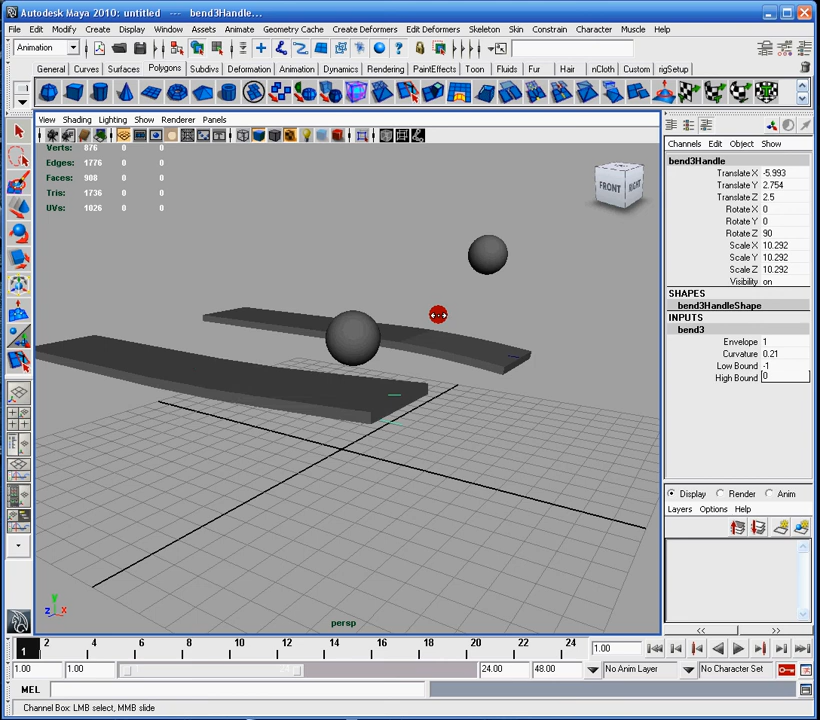 Autodesk Maya 2010: untitled --- bend3Handle...
File Edit Modify Create Display Window Assets Animate Geometry Cache Create Deformers Edit Deformers Skeleton Skin Constrain Character Muscle Help
Animation
General Curves Surfaces Polygons Subdivs Deformation Animation Dynamics Rendering PaintEffects Toon Fluids Fur Hair nCloth Custom rigSetup
View Shading Lighting Show Renderer Panels
Verts: 876 0 0
Edges: 1776 0 0
Faces: 908 0 0
Tris: 1736 0 0
UVs: 1026 0 0
FRONT RIGHT
persp
y
z x
Channels Edit Object Show
bend3Handle
Translate X -5.993
Translate Y 2.754
Translate Z 2.5
Rotate X 0
Rotate Y 0
Rotate Z 90
Scale X 10.292
Scale Y 10.292
Scale Z 10.292
Visibility on
SHAPES
bend3HandleShape
INPUTS
bend3
Envelope 1
Curvature 0.21
Low Bound -1
High Bound 0
Display Render Anim
Layers Options Help
<< >>
1 2 4 6 8 10 12 14 16 18 20 22 24 1.00
1.00 1.00 24.00 48.00 No Anim Layer No Character Set
MEL
Channel Box: LMB select, MMB slide